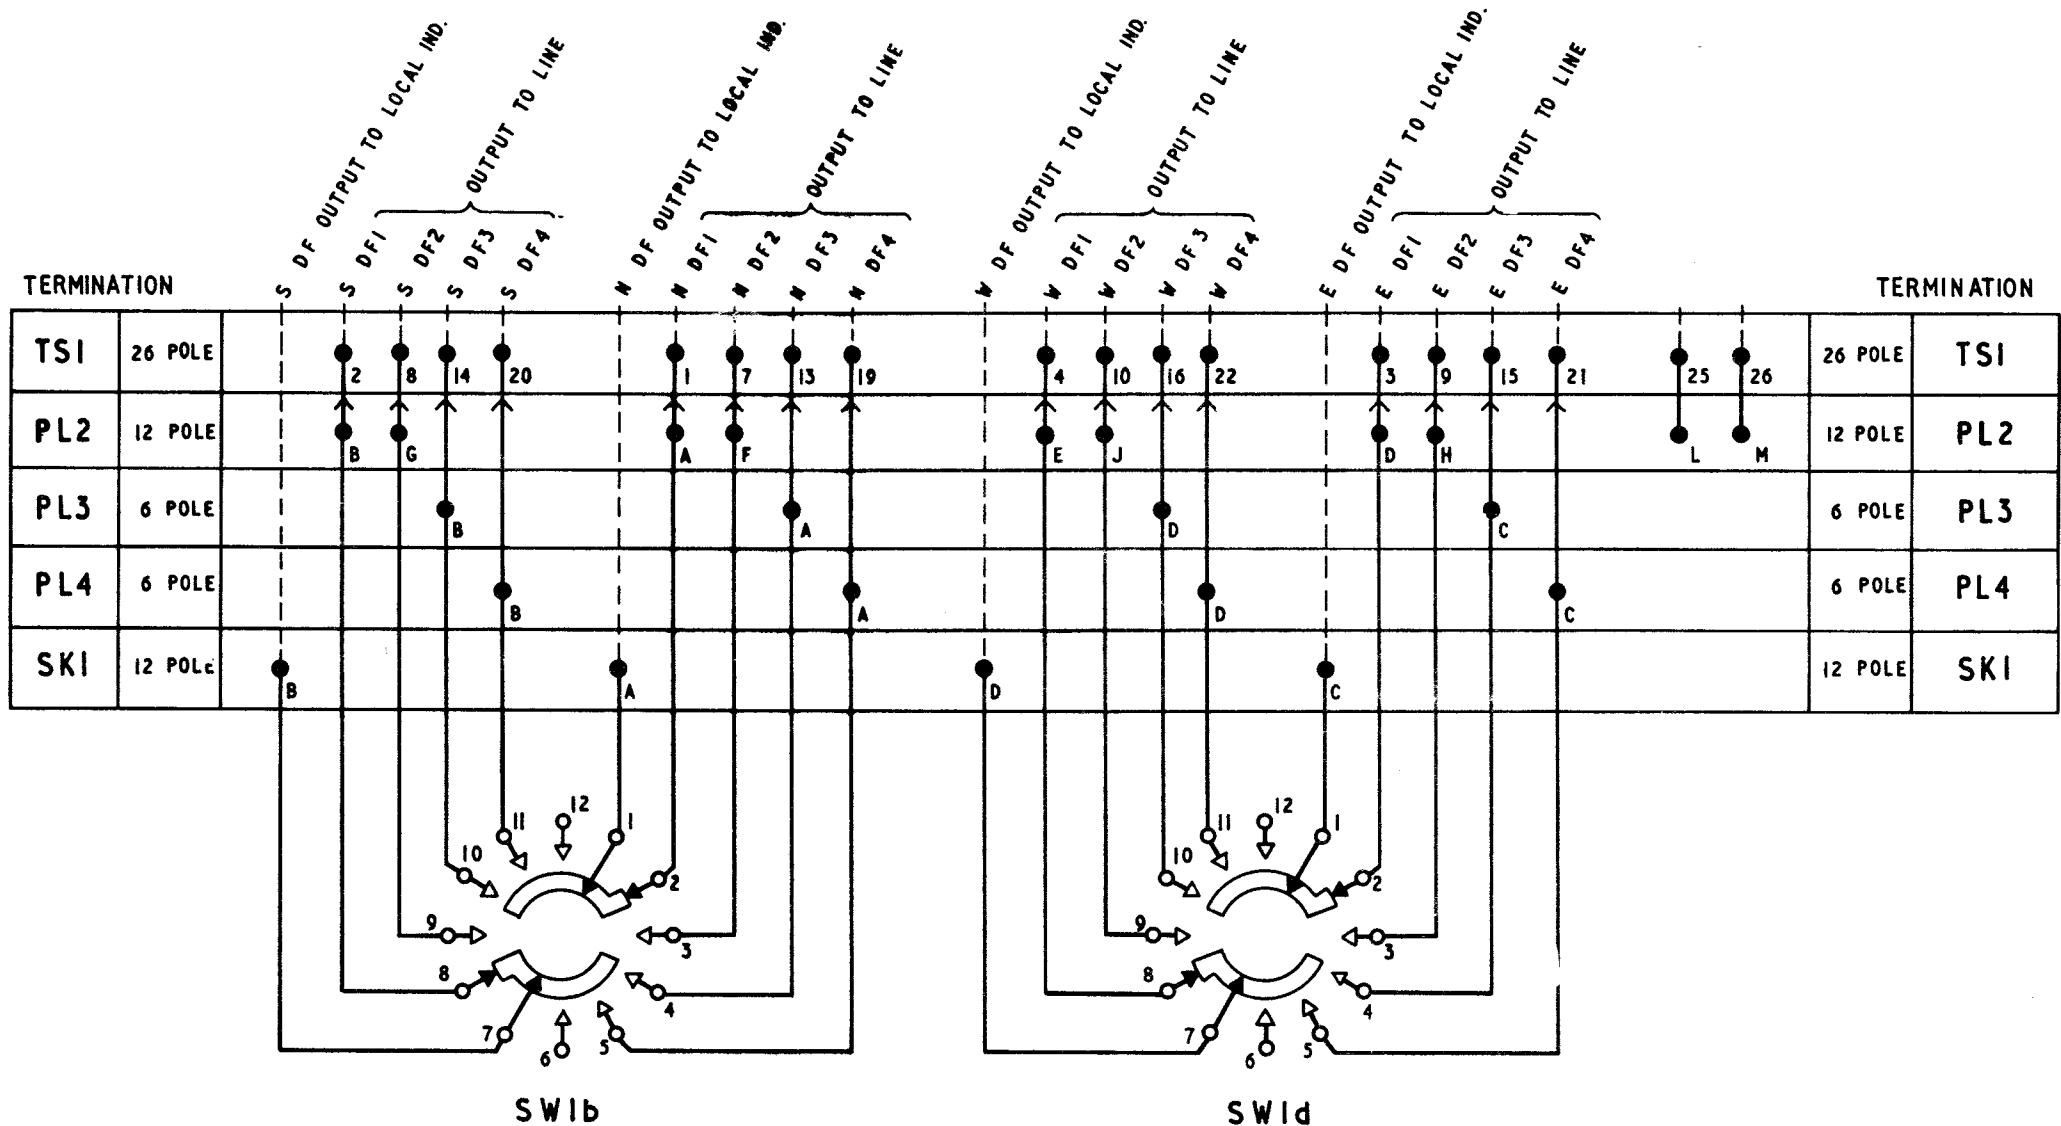 DF OUTPUT TO LOCAL IND.
OUTPUT TO LINE
DF OUTPUT TO LOCAL IND.
OUTPUT TO LINE
DF OUTPUT TO LOCAL IND.
OUTPUT TO LINE
DF OUTPUT TO LOCAL IND.
OUTPUT TO LINE
S
S DF1
S DF2
S DF3
S DF4
N
N DF1
N DF2
N DF3
N DF4
W
W DF1
W DF2
W DF3
W DF4
E
E DF1
E DF2
E DF3
E DF4
TERMINATION TERMINATION
TS1 26 POLE 2 8 14 20 1 7 13 19 4 10 16 22 3 9 15 21 25 26 26 POLE TS1
PL2 12 POLE B G A F E J D H L M 12 POLE PL2
PL3 6 POLE B A D C 6 POLE PL3
PL4 6 POLE B A D C 6 POLE PL4
SK1 12 POLE B A D C 12 POLE SK1
11 12 1 11 12 1
10 2 10 2
9 3 9 3
8 4 8 4
7 6 5 7 6 5
SW1b SW1d